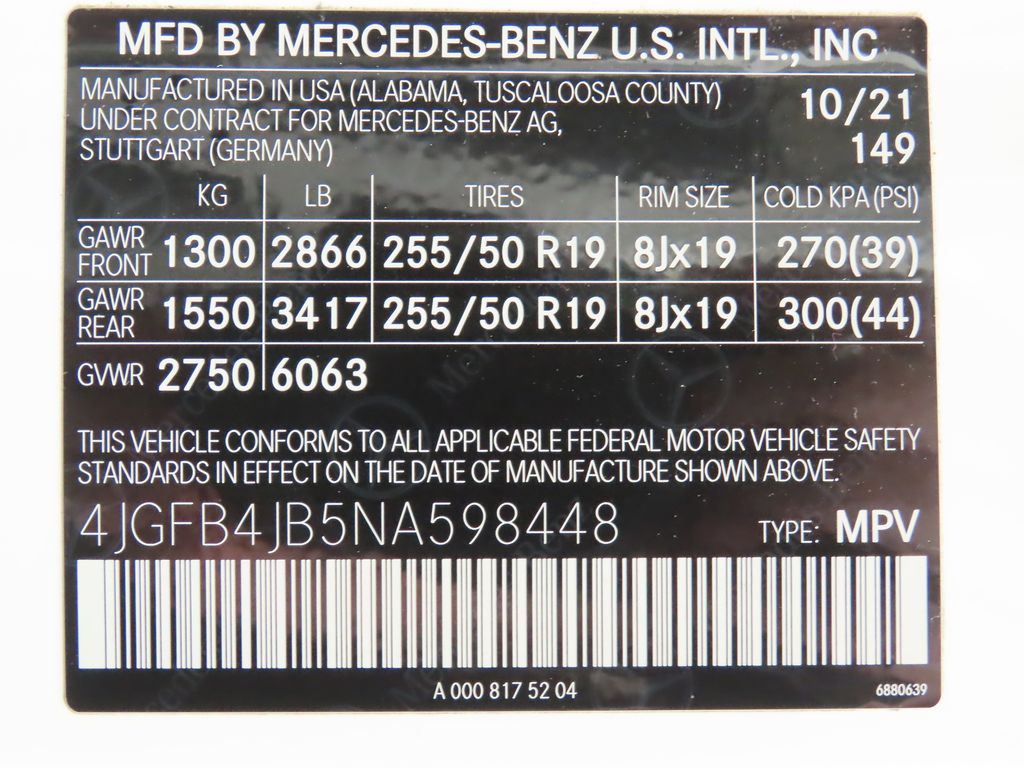 MFD BY MERCEDES-BENZ U.S. INTL., INC
MANUFACTURED IN USA (ALABAMA, TUSCALOOSA COUNTY)
UNDER CONTRACT FOR MERCEDES-BENZ AG,
STUTTGART (GERMANY)
10/21
149
KG LB TIRES RIM SIZE COLD KPA (PSI)
GAWR FRONT 1300 2866 255/50 R19 8Jx19 270(39)
GAWR REAR 1550 3417 255/50 R19 8Jx19 300(44)
GVWR 2750 6063
THIS VEHICLE CONFORMS TO ALL APPLICABLE FEDERAL MOTOR VEHICLE SAFETY
STANDARDS IN EFFECT ON THE DATE OF MANUFACTURE SHOWN ABOVE.
4JGFB4JB5NA598448 TYPE: MPV
A 000 817 52 04
6880639